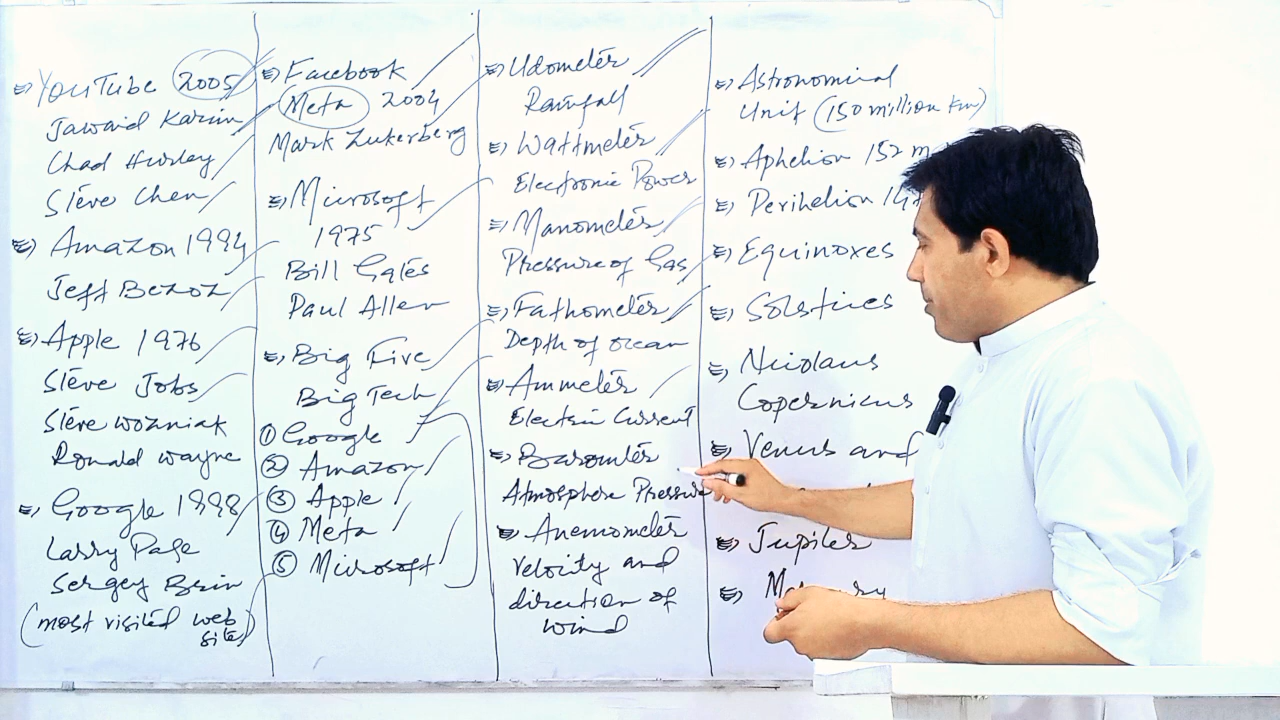 YouTube 2005
Jawaid Karim
Chad Hurley
Steve Chen
Amazon 1994
Jeff Bezoz
Apple 1976
Steve Jobs
Steve Wozniak
Ronald Wayne
Google 1998
Larry Page
Sergey Brin
(most visited web
sites)
Facebook
Meta 2004
Mark Zukerberg
Microsoft
1975
Bill Gates
Paul Allen
Big Five
Big Tech
① Google
② Amazon
③ Apple
④ Meta
⑤ Microsoft
Udometer
Rainfall
Wattmeter
Electronic Power
Manometer
Pressure of Gas
Fathometer
Depth of ocean
Ammeter
Electric Current
Barometer
Atmosphere Pressure
Anemometer
Velocity and
direction of
wind
Astronomical
Unit (150 million km)
Aphelion 152
Perihelion 147
Equinoxes
Solstices
Nicolaus
Copernicus
Venus and
Jupiter